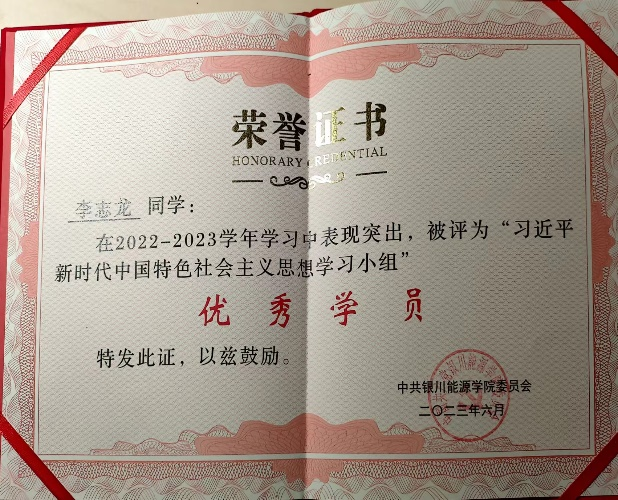 荣誉证书
HONORARY CREDENTIAL
李志龙 同学：
在2022-2023学年学习中表现突出，被评为“习近平
新时代中国特色社会主义思想学习小组”
优秀学员
特发此证，以兹鼓励。
中共银川能源学院委员会
二〇二三年六月